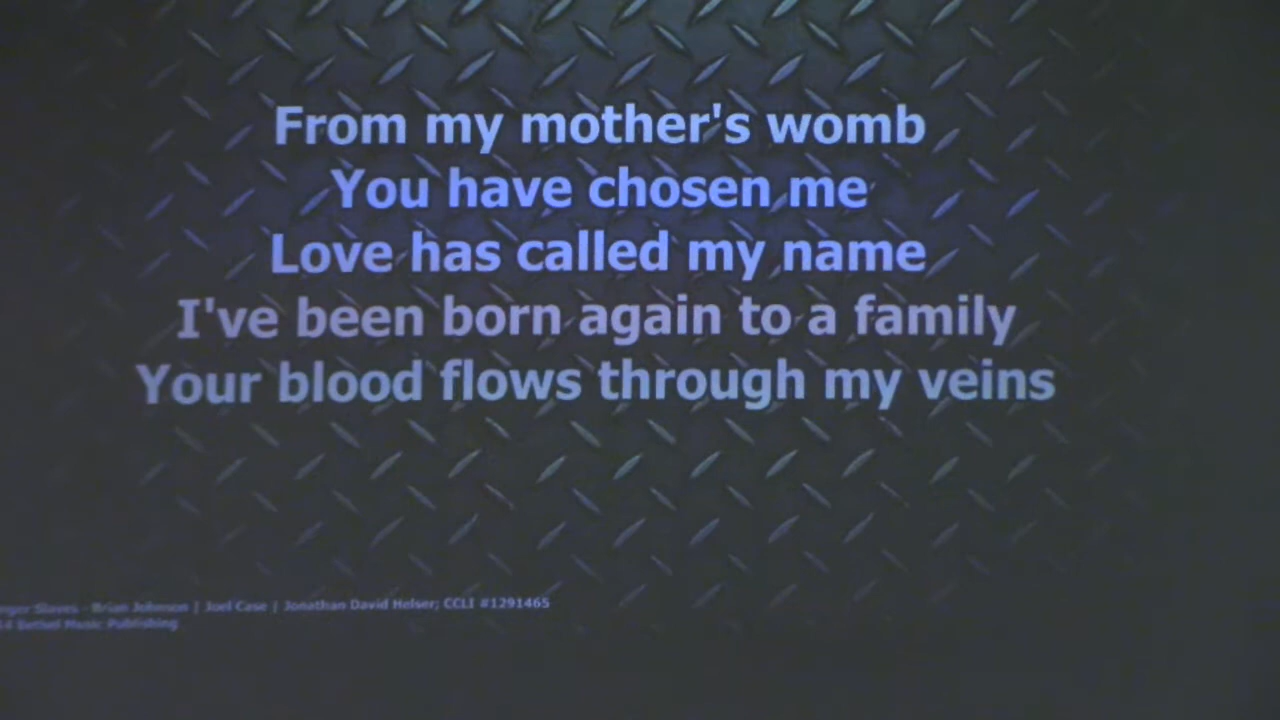 From my mother's womb
You have chosen me
Love has called my name
I've been born again to a family
Your blood flows through my veins
Slaves - Brian Johnson | Joel Case | Jonathan David Helser; CCLI #1291465
Bethel Music Publishing